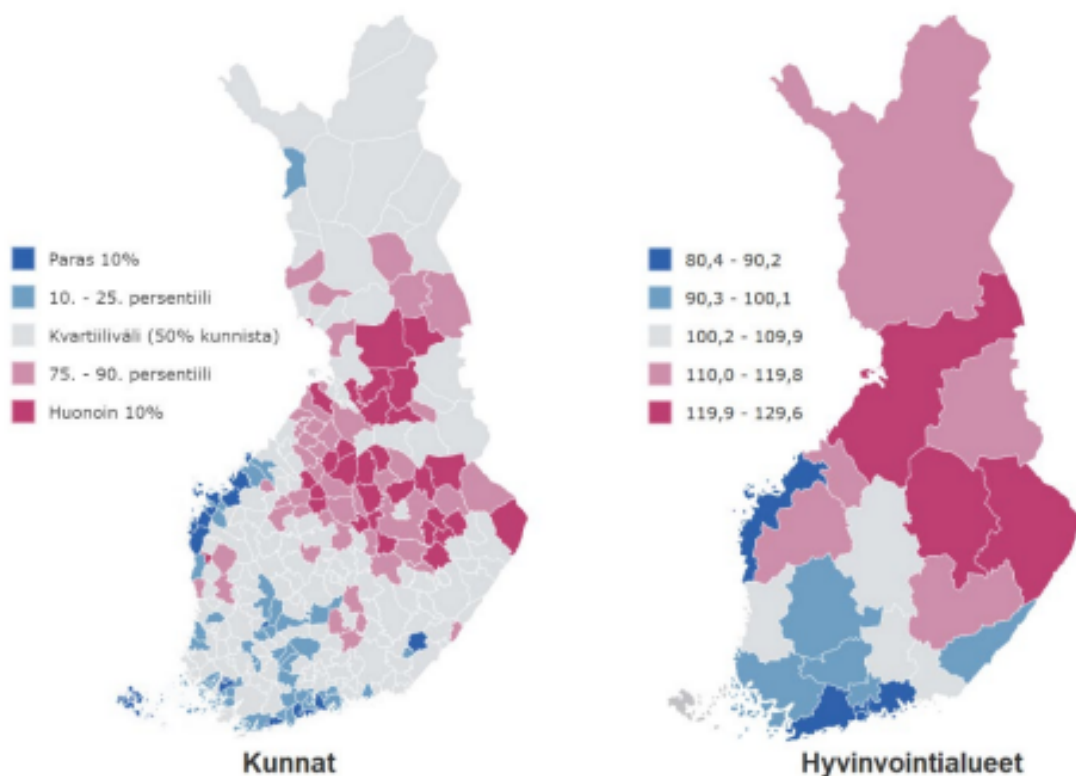 Paras 10%
10. - 25. persentiili
Kvartiiliväli (50% kunnista)
75. - 90. persentiili
Huonoin 10%
Kunnat
80,4 - 90,2
90,3 - 100,1
100,2 - 109,9
110,0 - 119,8
119,9 - 129,6
Hyvinvointialueet